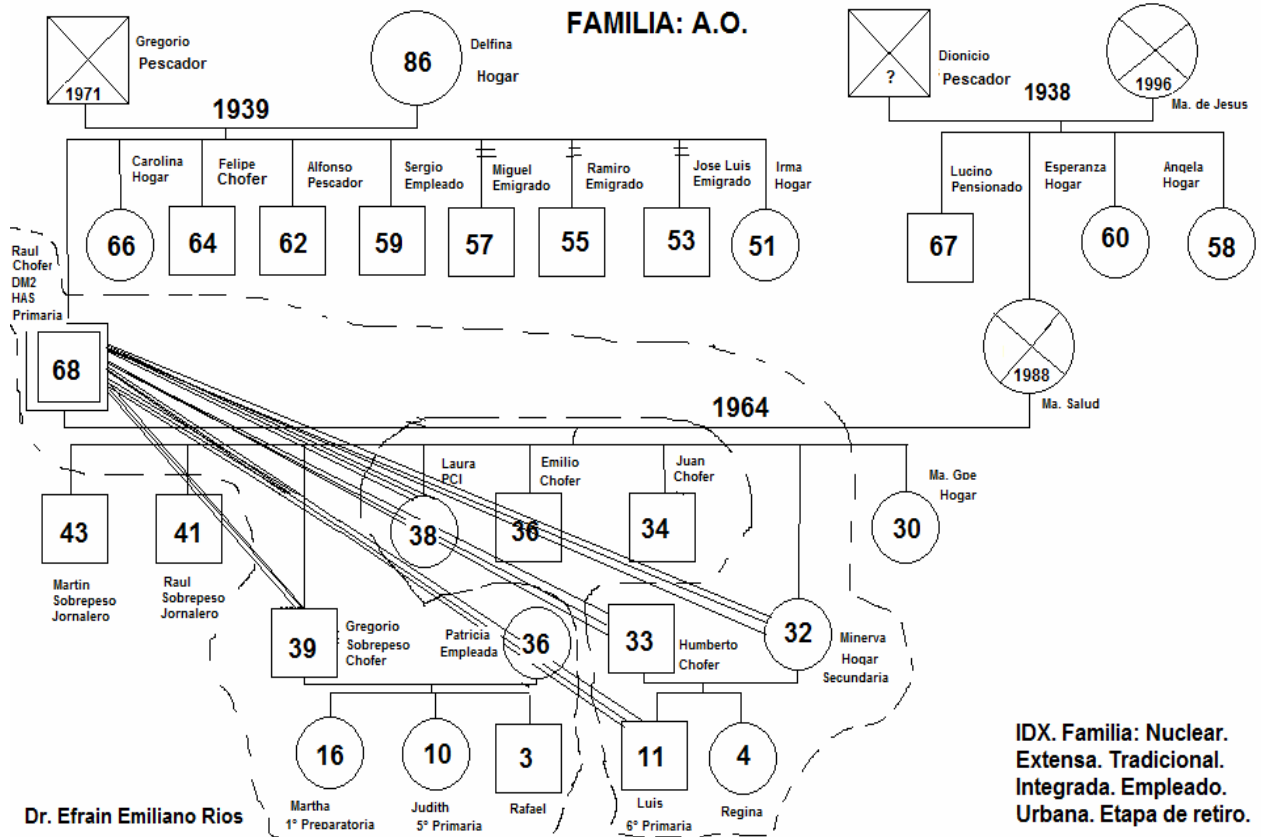 FAMILIA: A.O.
Gregorio
Pescador
1971
86
Delfina
Hogar
1939
?
Dionicio
Pescador
1938
1996
Ma. de Jesus
Carolina
Hogar
66
Felipe
Chofer
64
Alfonso
Pescador
62
Sergio
Empleado
59
Miguel
Emigrado
57
Ramiro
Emigrado
55
Jose Luis
Emigrado
53
Irma
Hogar
51
Lucino
Pensionado
67
Esperanza
Hogar
60
Angela
Hogar
58
Raul
Chofer
DM2
HAS
Primaria
68
1988
Ma. Salud
1964
43
Martin
Sobrepeso
Jornalero
41
Raul
Sobrepeso
Jornalero
Laura
PCI
38
Emilio
Chofer
36
Juan
Chofer
34
Ma. Gpe
Hogar
30
39
Gregorio
Sobrepeso
Chofer
Patricia
Empleada
36
33
Humberto
Chofer
32
Minerva
Hogar
Secundaria
16
Martha
1º Preparatoria
10
Judith
5º Primaria
3
Rafael
11
Luis
6º Primaria
4
Regina
Dr. Efrain Emiliano Rios
IDX. Familia: Nuclear.
Extensa. Tradicional.
Integrada. Empleado.
Urbana. Etapa de retiro.